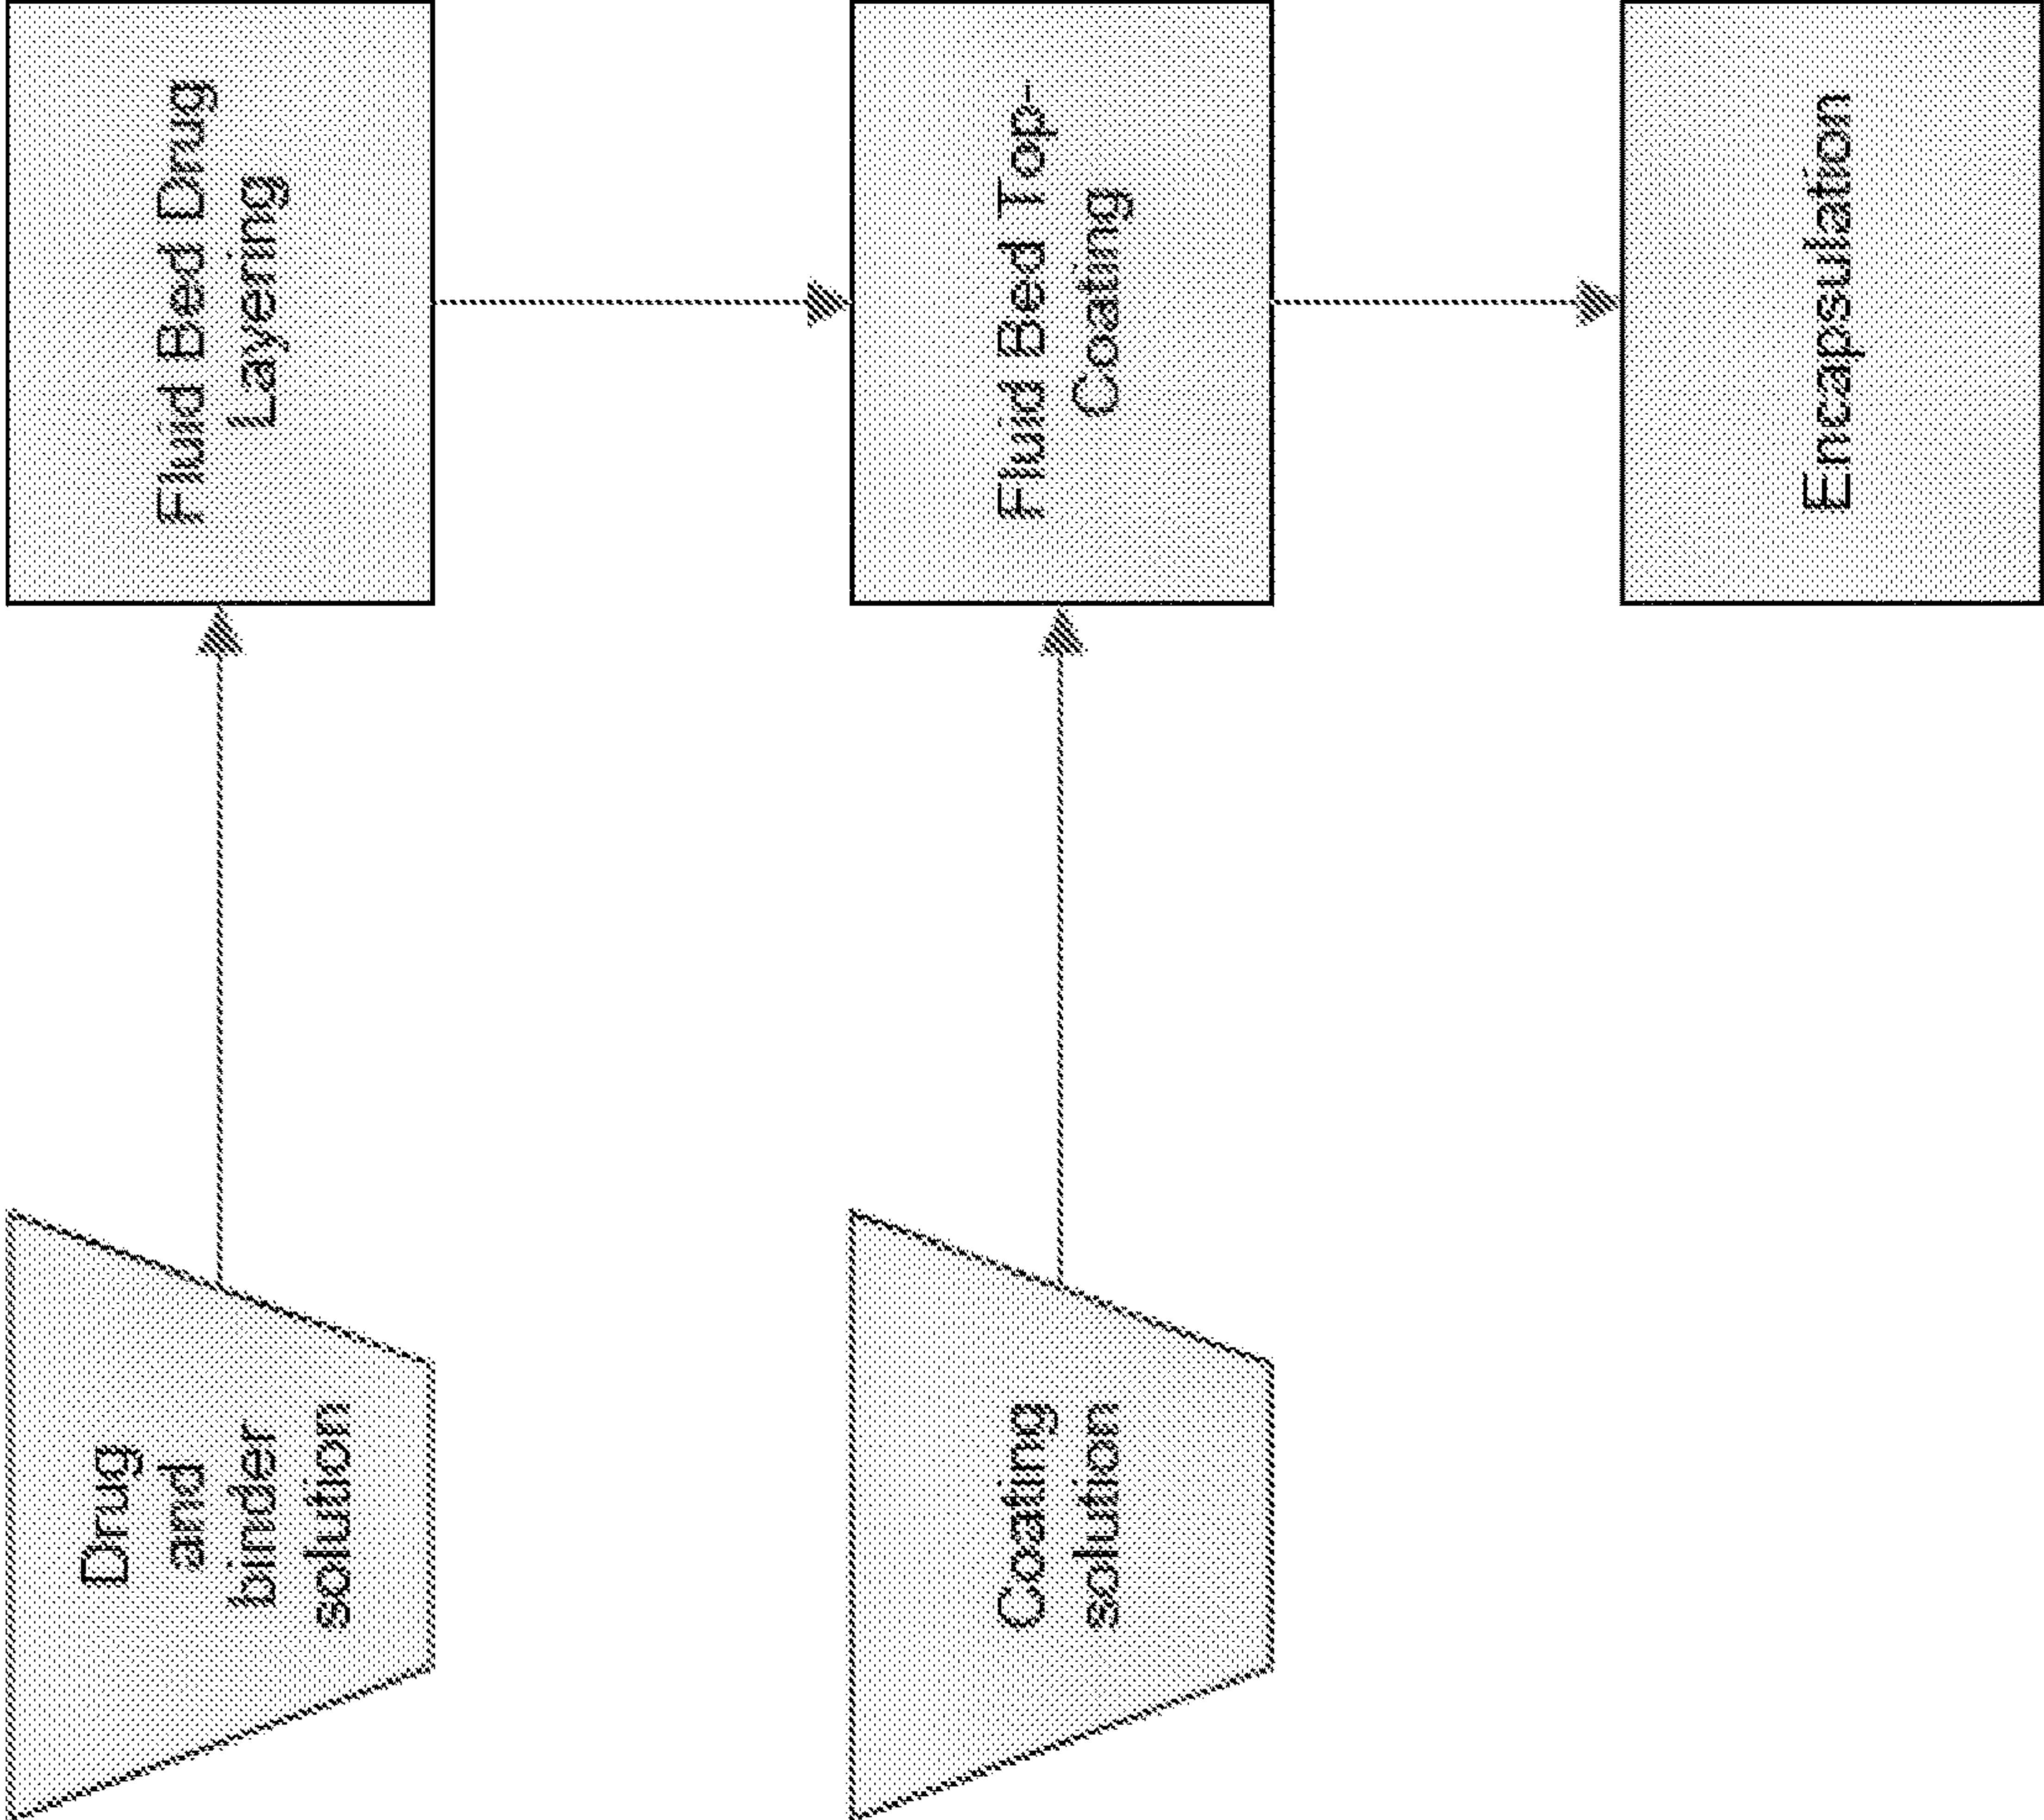 Drug
and
binder
solution
Fluid Bed Drug
Layering
Coating
solution
Fluid Bed Top-
Coating
Encapsulation